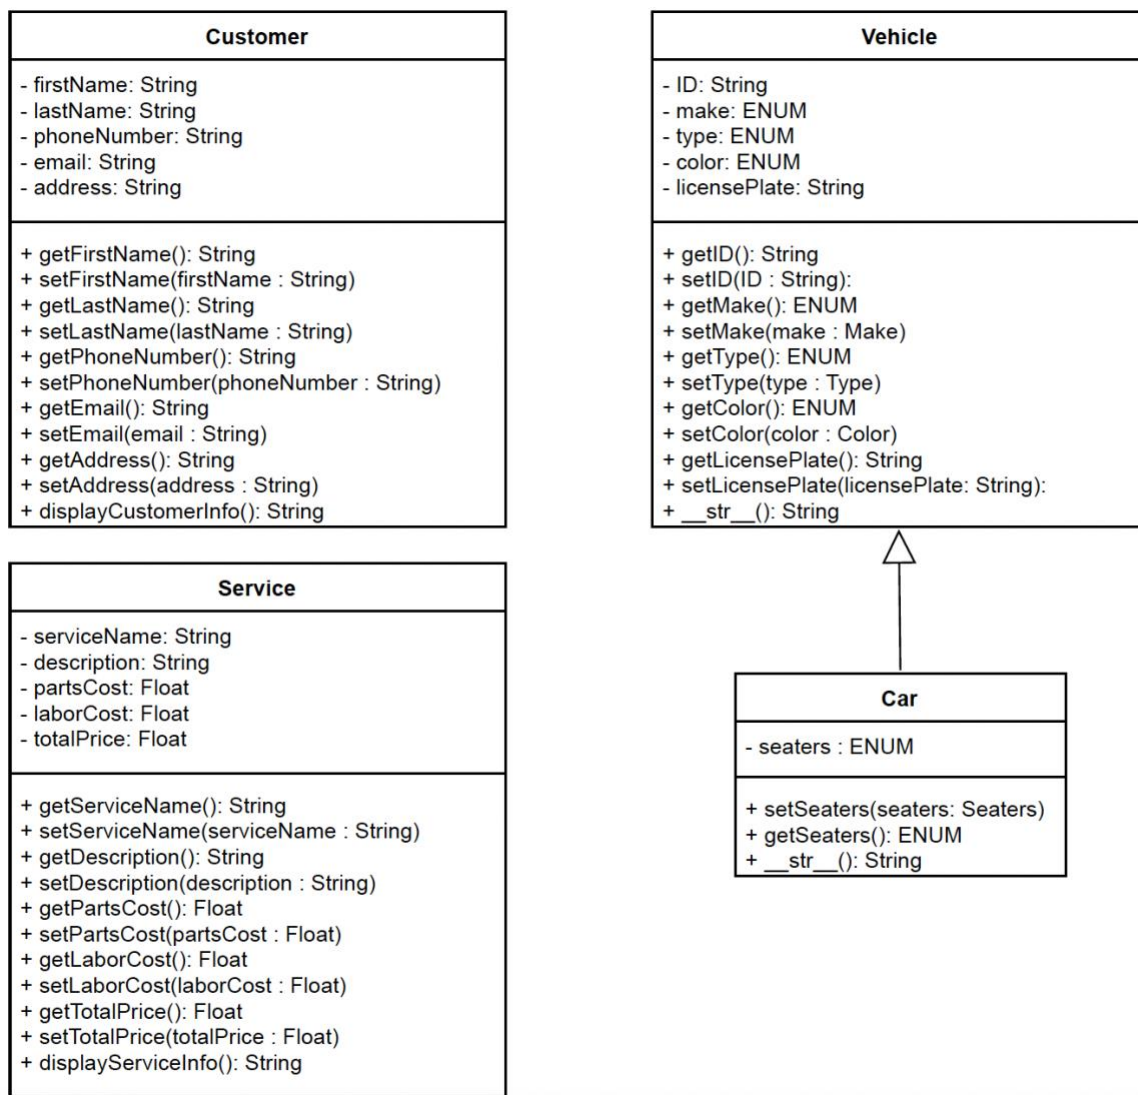 Customer
- firstName: String
- lastName: String
- phoneNumber: String
- email: String
- address: String
+ getFirstName(): String
+ setFirstName(firstName : String)
+ getLastName(): String
+ setLastName(lastName : String)
+ getPhoneNumber(): String
+ setPhoneNumber(phoneNumber : String)
+ getEmail(): String
+ setEmail(email : String)
+ getAddress(): String
+ setAddress(address : String)
+ displayCustomerInfo(): String
Vehicle
- ID: String
- make: ENUM
- type: ENUM
- color: ENUM
- licensePlate: String
+ getID(): String
+ setID(ID : String):
+ getMake(): ENUM
+ setMake(make : Make)
+ getType(): ENUM
+ setType(type : Type)
+ getColor(): ENUM
+ setColor(color : Color)
+ getLicensePlate(): String
+ setLicensePlate(licensePlate: String):
+ __str__(): String
Service
- serviceName: String
- description: String
- partsCost: Float
- laborCost: Float
- totalPrice: Float
+ getServiceName(): String
+ setServiceName(serviceName : String)
+ getDescription(): String
+ setDescription(description : String)
+ getPartsCost(): Float
+ setPartsCost(partsCost : Float)
+ getLaborCost(): Float
+ setLaborCost(laborCost : Float)
+ getTotalPrice(): Float
+ setTotalPrice(totalPrice : Float)
+ displayServiceInfo(): String
Car
- seaters : ENUM
+ setSeaters(seaters: Seaters)
+ getSeaters(): ENUM
+ __str__(): String